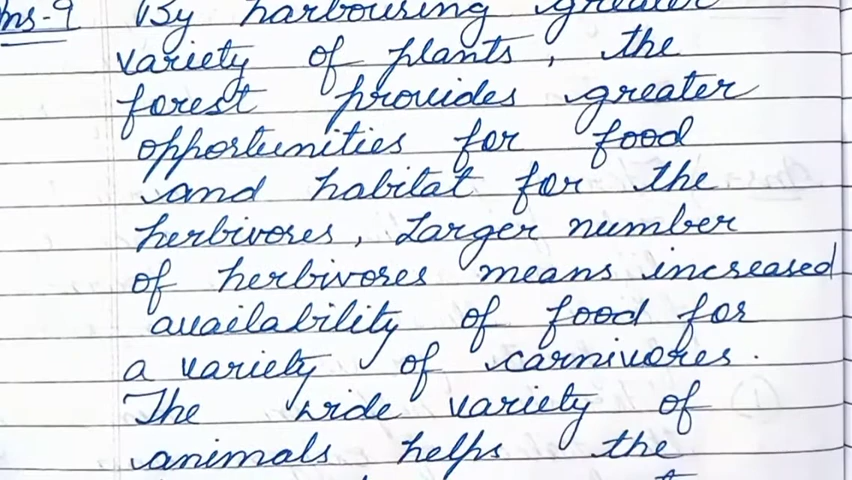 Ans-9 By harbousing greater
variety of plants, the
forest provides greater
opportunities for food
and habitat for the
herbivores, Larger number
of herbivores means increased
availability of food for
a variety of carnivores.
The wide variety of
animals helps the